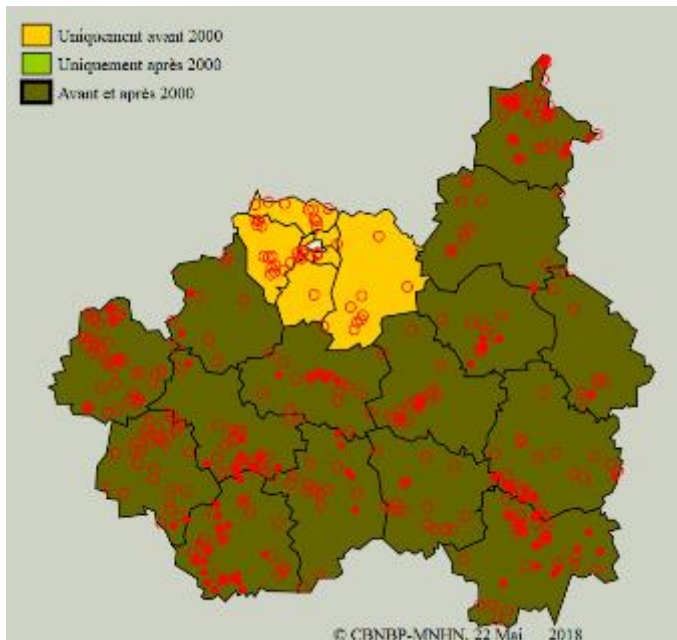 Uniquement avant 2000
Uniquement après 2000
Avant et après 2000
© CBNBP-MNHN, 22 Mai 2018